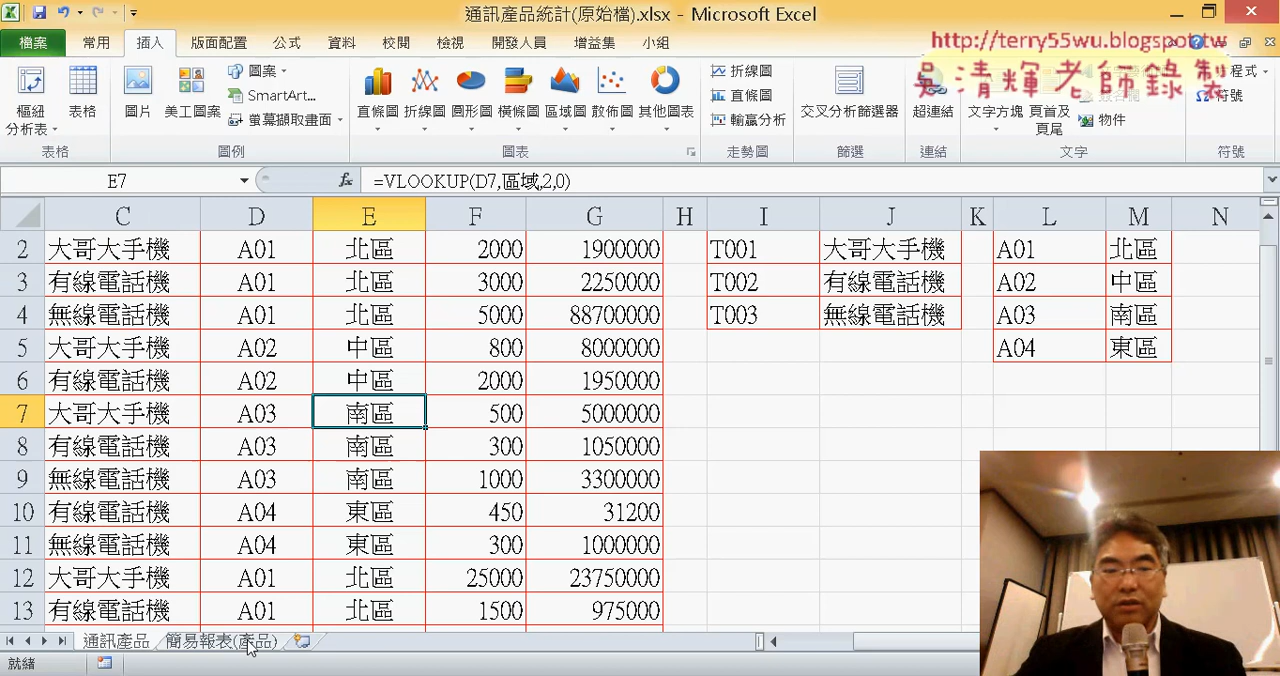 通訊產品統計(原始檔).xlsx - Microsoft Excel
檔案 常用 插入 版面配置 公式 資料 校閱 檢視 開發人員 增益集 小組
http://terry55wu.blogspot.tw
吳清輝老師錄製
樞紐分析表 表格 圖片 美工圖案 圖案 SmartArt... 螢幕擷取畫面 直條圖 折線圖 圓形圖 橫條圖 區域圖 散佈圖 其他圖表 折線圖 直條圖 輸贏分析 交叉分析篩選器 超連結 文字方塊 頁首及頁尾 物件 程式 符號
表格 圖例 圖表 走勢圖 篩選 連結 文字 符號
E7 fx =VLOOKUP(D7,區域,2,0)
C D E F G H I J K L M N
2 大哥大手機 A01 北區 2000 1900000 T001 大哥大手機 A01 北區
3 有線電話機 A01 北區 3000 2250000 T002 有線電話機 A02 中區
4 無線電話機 A01 北區 5000 88700000 T003 無線電話機 A03 南區
5 大哥大手機 A02 中區 800 8000000 A04 東區
6 有線電話機 A02 中區 2000 1950000
7 大哥大手機 A03 南區 500 5000000
8 有線電話機 A03 南區 300 1050000
9 無線電話機 A03 南區 1000 3300000
10 有線電話機 A04 東區 450 31200
11 無線電話機 A04 東區 300 1000000
12 大哥大手機 A01 北區 25000 23750000
13 有線電話機 A01 北區 1500 975000
通訊產品 簡易報表(產品)
就緒